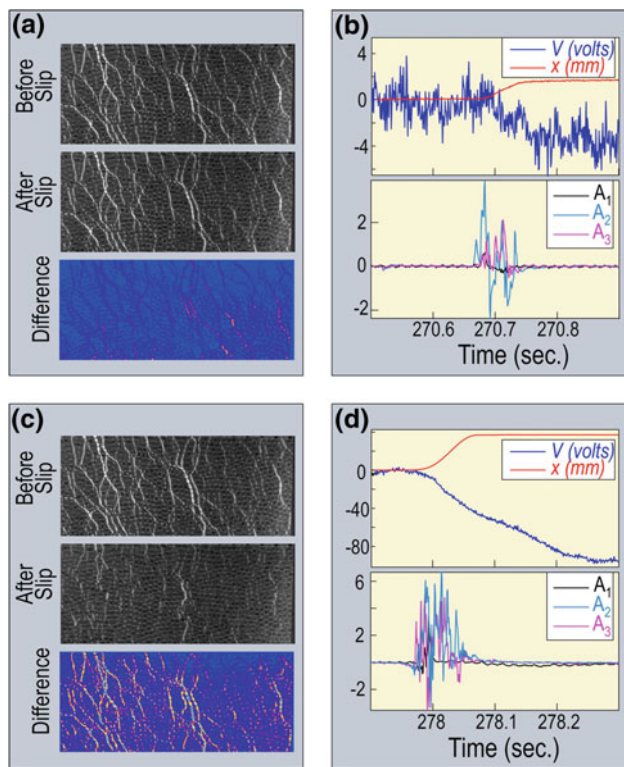 (a)
Before
Slip
After
Slip
Difference
(b)
V (volts)
x (mm)
4
0
-4
A1
A2
A3
2
0
-2
270.6 270.7 270.8
Time (sec.)
(c)
Before
Slip
After
Slip
Difference
(d)
V (volts)
x (mm)
0
-40
-80
A1
A2
A3
6
2
-2
278 278.1 278.2
Time (sec.)